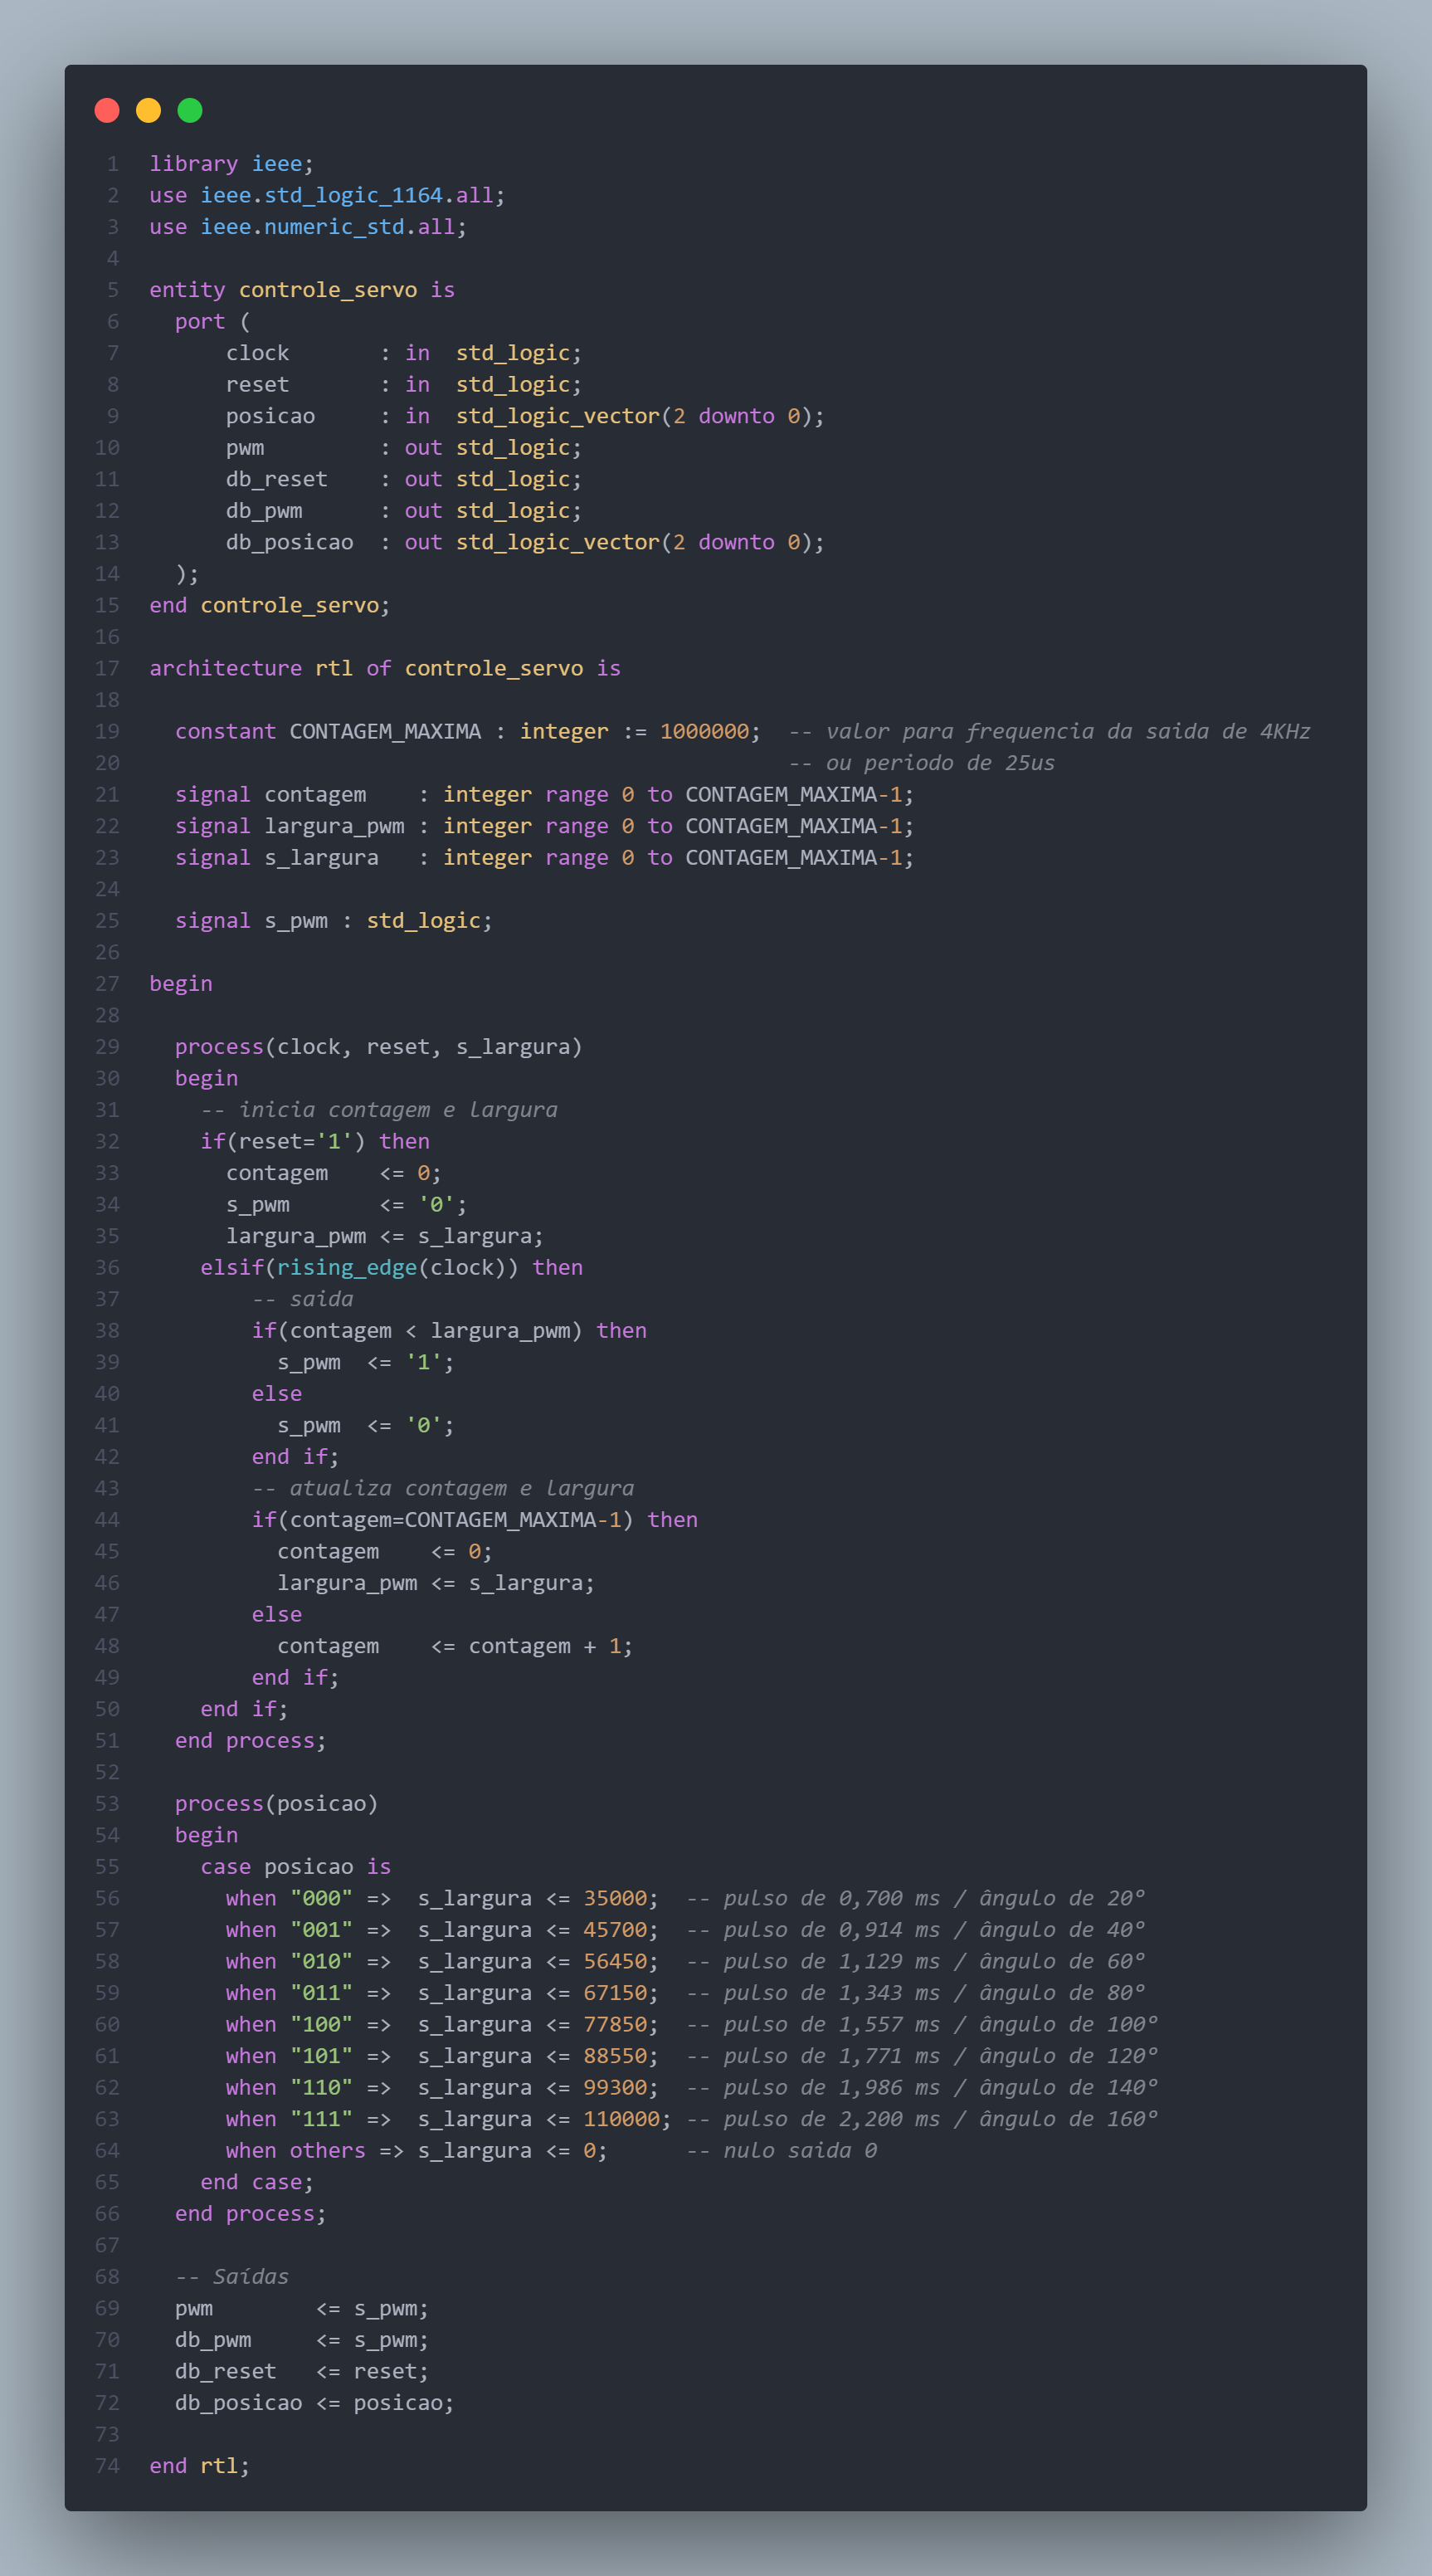 1 library ieee;
2 use ieee.std_logic_1164.all;
3 use ieee.numeric_std.all;
4
5 entity controle_servo is
6   port (
7       clock       : in  std_logic;
8       reset       : in  std_logic;
9       posicao     : in  std_logic_vector(2 downto 0);
10       pwm         : out std_logic;
11       db_reset    : out std_logic;
12       db_pwm      : out std_logic;
13       db_posicao  : out std_logic_vector(2 downto 0);
14   );
15 end controle_servo;
16
17 architecture rtl of controle_servo is
18
19   constant CONTAGEM_MAXIMA : integer := 1000000;  -- valor para frequencia da saida de 4KHz
20                                                   -- ou periodo de 25us
21   signal contagem    : integer range 0 to CONTAGEM_MAXIMA-1;
22   signal largura_pwm : integer range 0 to CONTAGEM_MAXIMA-1;
23   signal s_largura   : integer range 0 to CONTAGEM_MAXIMA-1;
24
25   signal s_pwm : std_logic;
26
27 begin
28
29   process(clock, reset, s_largura)
30   begin
31     -- inicia contagem e largura
32     if(reset='1') then
33       contagem    <= 0;
34       s_pwm       <= '0';
35       largura_pwm <= s_largura;
36     elsif(rising_edge(clock)) then
37         -- saida
38         if(contagem < largura_pwm) then
39           s_pwm  <= '1';
40         else
41           s_pwm  <= '0';
42         end if;
43         -- atualiza contagem e largura
44         if(contagem=CONTAGEM_MAXIMA-1) then
45           contagem    <= 0;
46           largura_pwm <= s_largura;
47         else
48           contagem    <= contagem + 1;
49         end if;
50     end if;
51   end process;
52
53   process(posicao)
54   begin
55     case posicao is
56       when "000" =>  s_largura <= 35000;  -- pulso de 0,700 ms / ângulo de 20º
57       when "001" =>  s_largura <= 45700;  -- pulso de 0,914 ms / ângulo de 40º
58       when "010" =>  s_largura <= 56450;  -- pulso de 1,129 ms / ângulo de 60º
59       when "011" =>  s_largura <= 67150;  -- pulso de 1,343 ms / ângulo de 80º
60       when "100" =>  s_largura <= 77850;  -- pulso de 1,557 ms / ângulo de 100º
61       when "101" =>  s_largura <= 88550;  -- pulso de 1,771 ms / ângulo de 120º
62       when "110" =>  s_largura <= 99300;  -- pulso de 1,986 ms / ângulo de 140º
63       when "111" =>  s_largura <= 110000; -- pulso de 2,200 ms / ângulo de 160º
64       when others => s_largura <= 0;      -- nulo saida 0
65     end case;
66   end process;
67
68   -- Saídas
69   pwm        <= s_pwm;
70   db_pwm     <= s_pwm;
71   db_reset   <= reset;
72   db_posicao <= posicao;
73
74 end rtl;